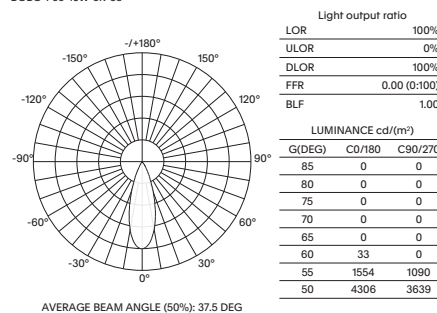 -/+180°
-150° 150°
-120° 120°
-90° 90°
-60° 60°
-30° 30°
0°
AVERAGE BEAM ANGLE (50%): 37.5 DEG
Light output ratio
LOR 100%
ULOR 0%
DLOR 100%
FFR 0.00 (0:100)
BLF 1.00
LUMINANCE cd/(m²)
G(DEG) C0/180 C90/270
85 0 0
80 0 0
75 0 0
70 0 0
65 0 0
60 33 0
55 1554 1090
50 4306 3639